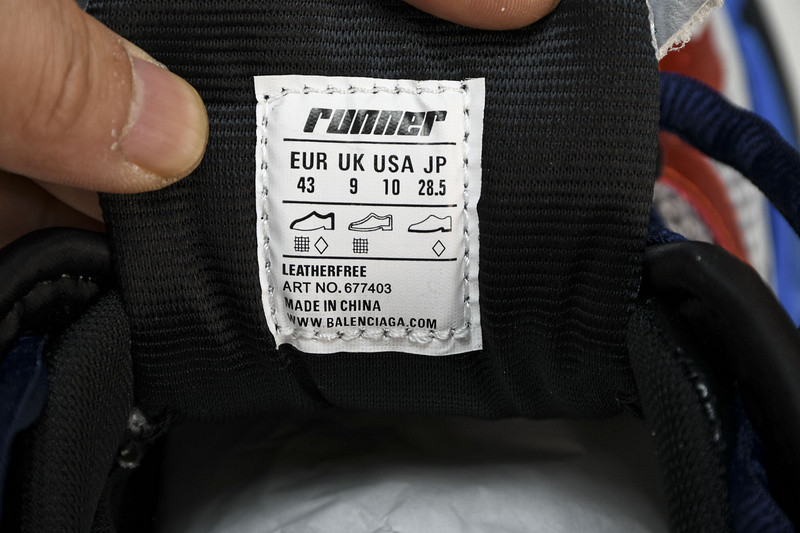 runner
EUR UK USA JP
43 9 10 28.5
LEATHERFREE
ART NO. 677403
MADE IN CHINA
WWW.BALENCIAGA.COM